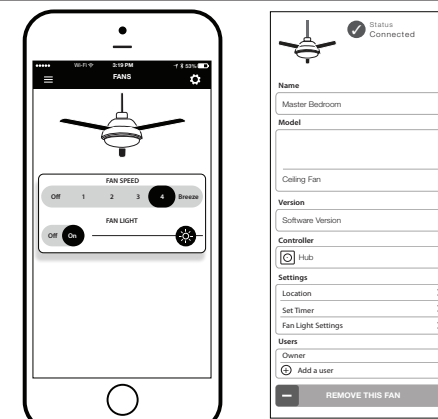 Wi-Fi 3:19 PM 53%
FANS
FAN SPEED
Off 1 2 3 4 Breeze
FAN LIGHT
Off On
Status
Connected
Name
Master Bedroom
Model
Ceiling Fan
Version
Software Version
Controller
Hub
Settings
Location
Set Timer
Fan Light Settings
Users
Owner
Add a user
REMOVE THIS FAN